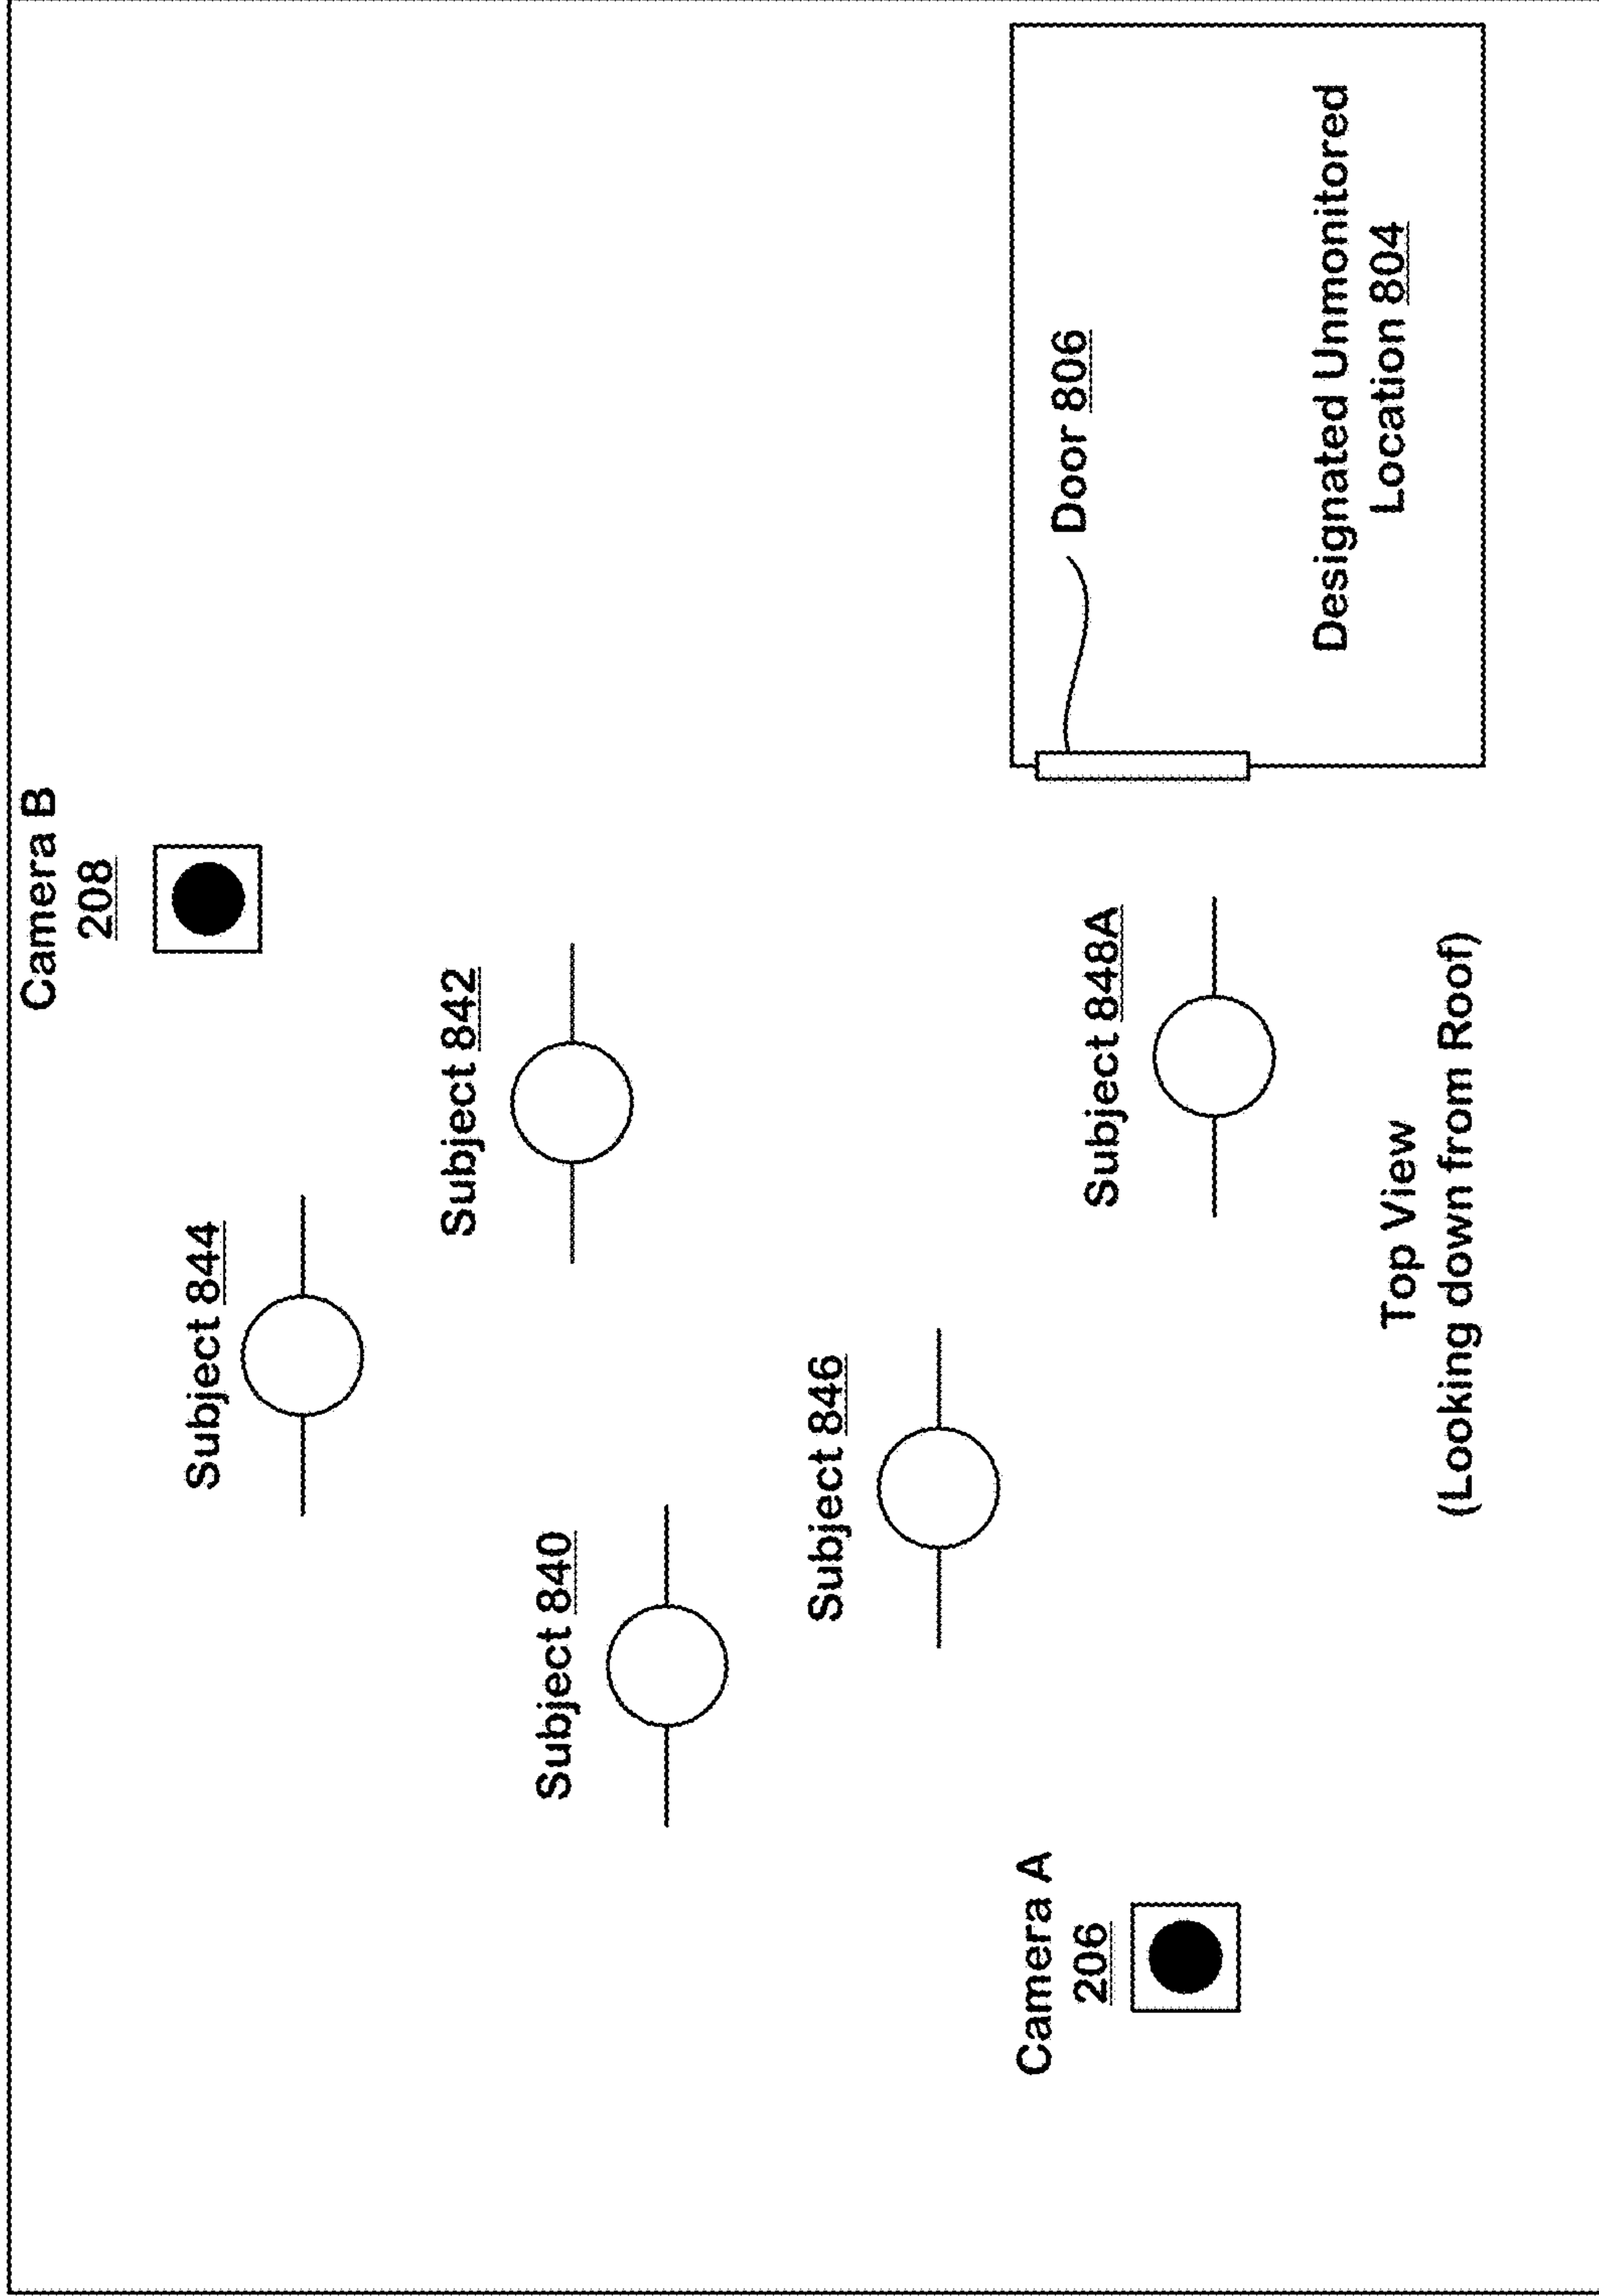 Camera B
208
Subject 844
Subject 842
Subject 840
Subject 846
Camera A
206
Door 806
Subject 848A
Designated Unmonitored
Location 804
Top View
(Looking down from Roof)